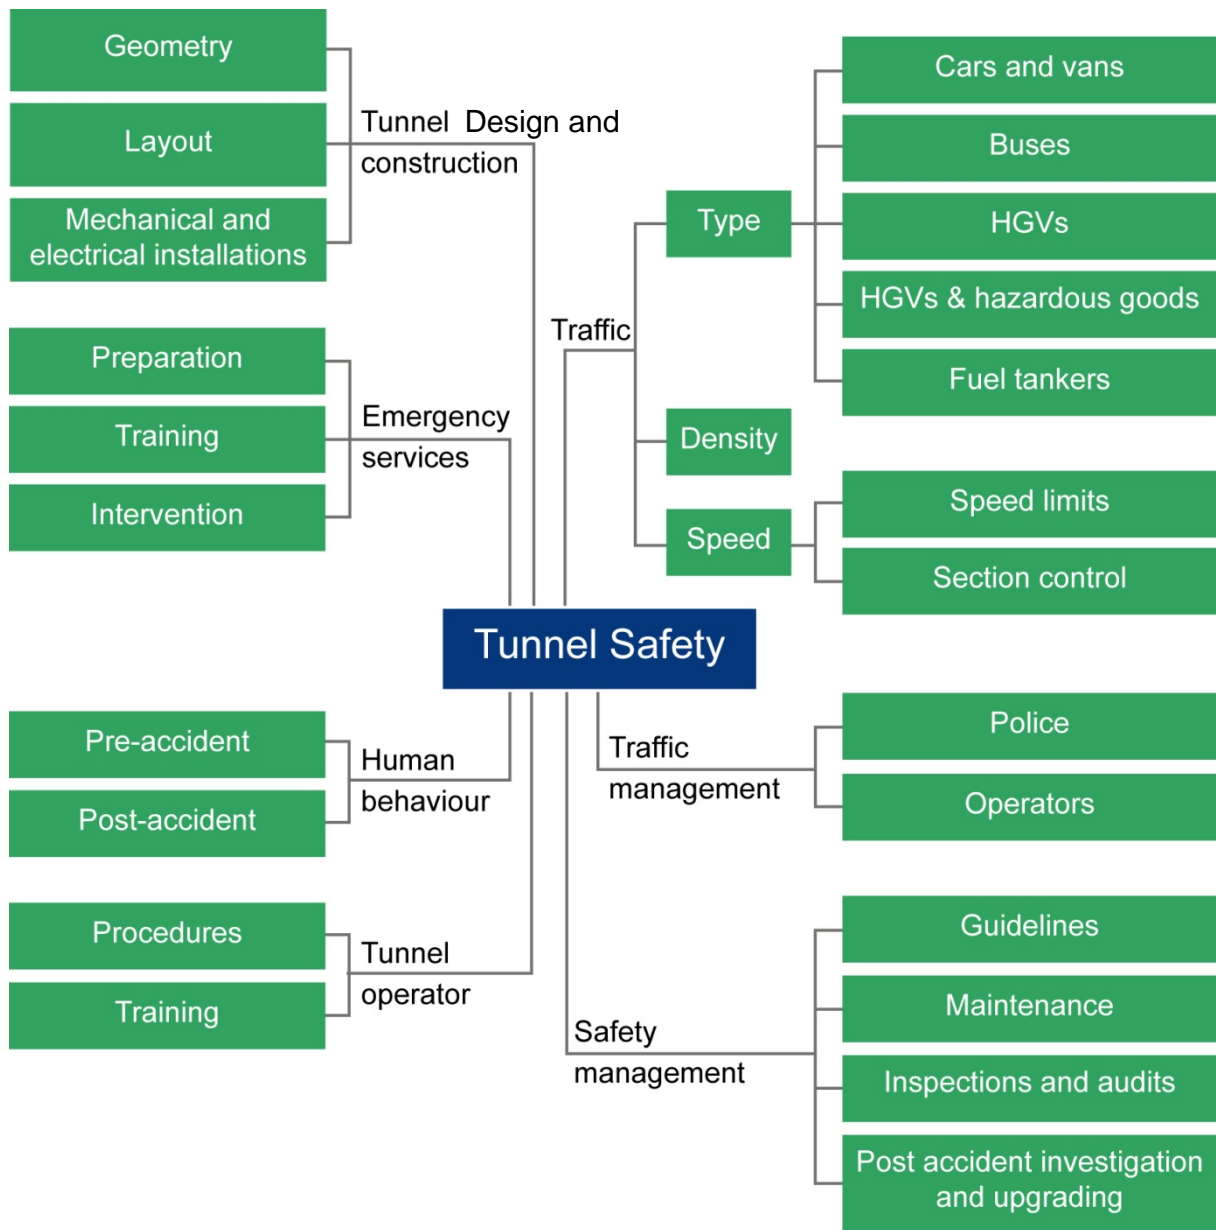 Geometry
Layout
Mechanical and
electrical installations
Tunnel Design and
construction
Preparation
Training
Intervention
Emergency
services
Cars and vans
Buses
HGVs
HGVs & hazardous goods
Fuel tankers
Type
Traffic
Density
Speed
Speed limits
Section control
Tunnel Safety
Pre-accident
Post-accident
Human
behaviour
Procedures
Training
Tunnel
operator
Traffic
management
Police
Operators
Safety
management
Guidelines
Maintenance
Inspections and audits
Post accident investigation
and upgrading